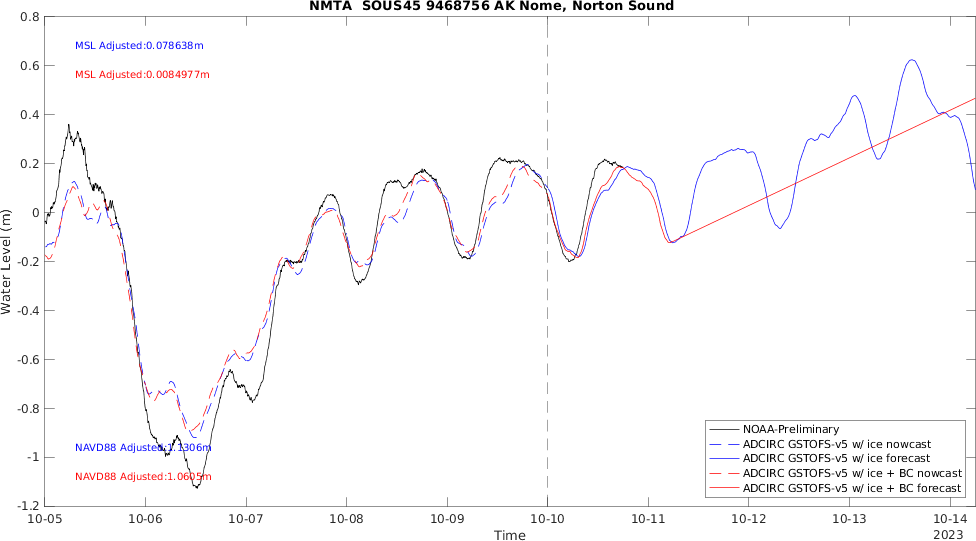 NMTA SOUS45 9468756 AK Nome, Norton Sound
0.8
0.6
0.4
0.2
0
-0.2
-0.4
-0.6
-0.8
-1
-1.2
Water Level (m)
MSL Adjusted:0.078638m
MSL Adjusted:0.0084977m
NAVD88 Adjusted:1.1306m
NAVD88 Adjusted:1.0605m
NOAA-Preliminary
ADCIRC GSTOFS-v5 w/ ice nowcast
ADCIRC GSTOFS-v5 w/ ice forecast
ADCIRC GSTOFS-v5 w/ ice + BC nowcast
ADCIRC GSTOFS-v5 w/ ice + BC forecast
10-05 10-06 10-07 10-08 10-09 10-10 10-11 10-12 10-13 10-14
Time
2023